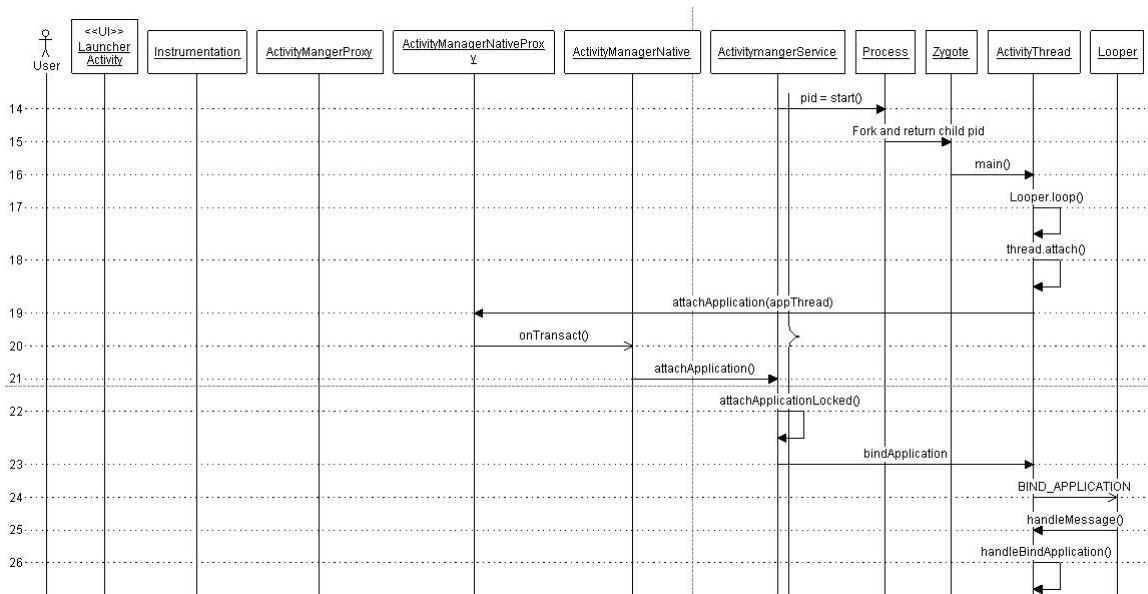 <<UI>>
Launcher
Activity
User
Instrumentation
ActivityMangerProxy
ActivityManagerNativeProx
y
ActivityManagerNative
ActivitymangerService
Process
Zygote
ActivityThread
Looper
14
pid = start()
15
Fork and return child pid
16
main()
17
Looper.loop()
18
thread.attach()
19
attachApplication(appThread)
20
onTransact()
21
attachApplication()
22
attachApplicationLocked()
23
bindApplication
24
BIND_APPLICATION
25
handleMessage()
26
handleBindApplication()